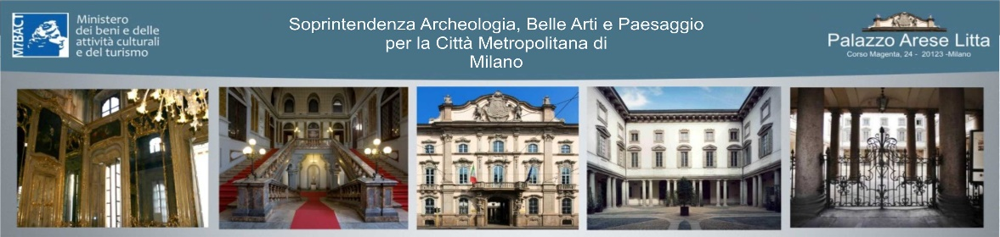 MiBACT
Ministero
dei beni e delle
attività culturali
e del turismo
Soprintendenza Archeologia, Belle Arti e Paesaggio
per la Città Metropolitana di
Milano
Palazzo Arese Litta
Corso Magenta, 24 - 20123 -Milano